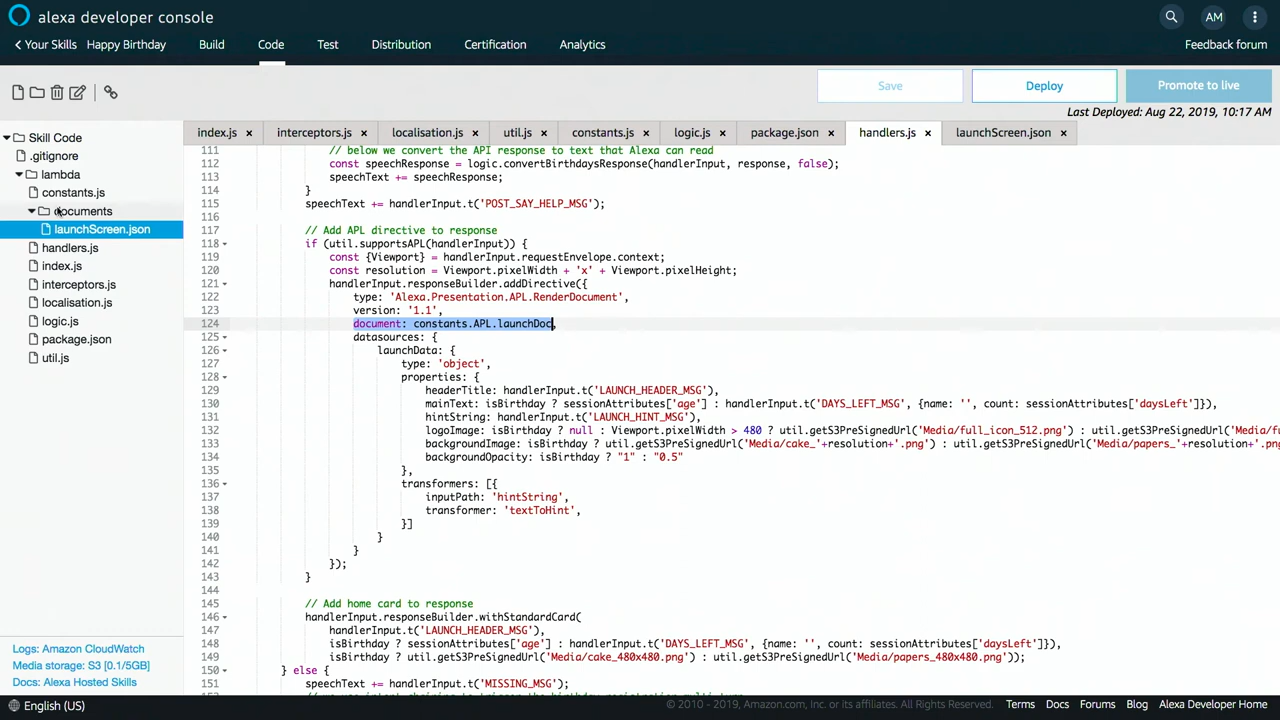 alexa developer console
AM
Your Skills Happy Birthday Build Code Test Distribution Certification Analytics Feedback forum
Save Deploy Promote to live
Last Deployed: Aug 22, 2019, 10:17 AM
index.js interceptors.js localisation.js util.js constants.js logic.js package.json handlers.js launchScreen.json
Skill Code
.gitignore
lambda
constants.js
documents
launchScreen.json
handlers.js
index.js
interceptors.js
localisation.js
logic.js
package.json
util.js
Logs: Amazon CloudWatch
Media storage: S3 [0.1/5GB]
Docs: Alexa Hosted Skills
111 // below we convert the API response to text that Alexa can read
112 const speechResponse = logic.convertBirthdaysResponse(handlerInput, response, false);
113 speechText += speechResponse;
114 }
115 speechText += handlerInput.t('POST_SAY_HELP_MSG');
116
117 // Add APL directive to response
118 if (util.supportsAPL(handlerInput)) {
119 const {Viewport} = handlerInput.requestEnvelope.context;
120 const resolution = Viewport.pixelWidth + 'x' + Viewport.pixelHeight;
121 handlerInput.responseBuilder.addDirective({
122 type: 'Alexa.Presentation.APL.RenderDocument',
123 version: '1.1',
124 document: constants.APL.launchDoc,
125 datasources: {
126 launchData: {
127 type: 'object',
128 properties: {
129 headerTitle: handlerInput.t('LAUNCH_HEADER_MSG'),
130 mainText: isBirthday ? sessionAttributes['age'] : handlerInput.t('DAYS_LEFT_MSG', {name: '', count: sessionAttributes['daysLeft']}),
131 hintString: handlerInput.t('LAUNCH_HINT_MSG'),
132 logoImage: isBirthday ? null : Viewport.pixelWidth > 480 ? util.getS3PreSignedUrl('Media/full_icon_512.png') : util.getS3PreSignedUrl('Media/fu
133 backgroundImage: isBirthday ? util.getS3PreSignedUrl('Media/cake_'+resolution+'.png') : util.getS3PreSignedUrl('Media/papers_'+resolution+'.png
134 backgroundOpacity: isBirthday ? "1" : "0.5"
135 },
136 transformers: [{
137 inputPath: 'hintString',
138 transformer: 'textToHint',
139 }]
140 }
141 }
142 });
143 }
144
145 // Add home card to response
146 handlerInput.responseBuilder.withStandardCard(
147 handlerInput.t('LAUNCH_HEADER_MSG'),
148 isBirthday ? sessionAttributes['age'] : handlerInput.t('DAYS_LEFT_MSG', {name: '', count: sessionAttributes['daysLeft']}),
149 isBirthday ? util.getS3PreSignedUrl('Media/cake_480x480.png') : util.getS3PreSignedUrl('Media/papers_480x480.png'));
150 } else {
151 speechText += handlerInput.t('MISSING_MSG');
English (US) © 2010 - 2019, Amazon.com, Inc. or its affiliates. All Rights Reserved. Terms Docs Forums Blog Alexa Developer Home